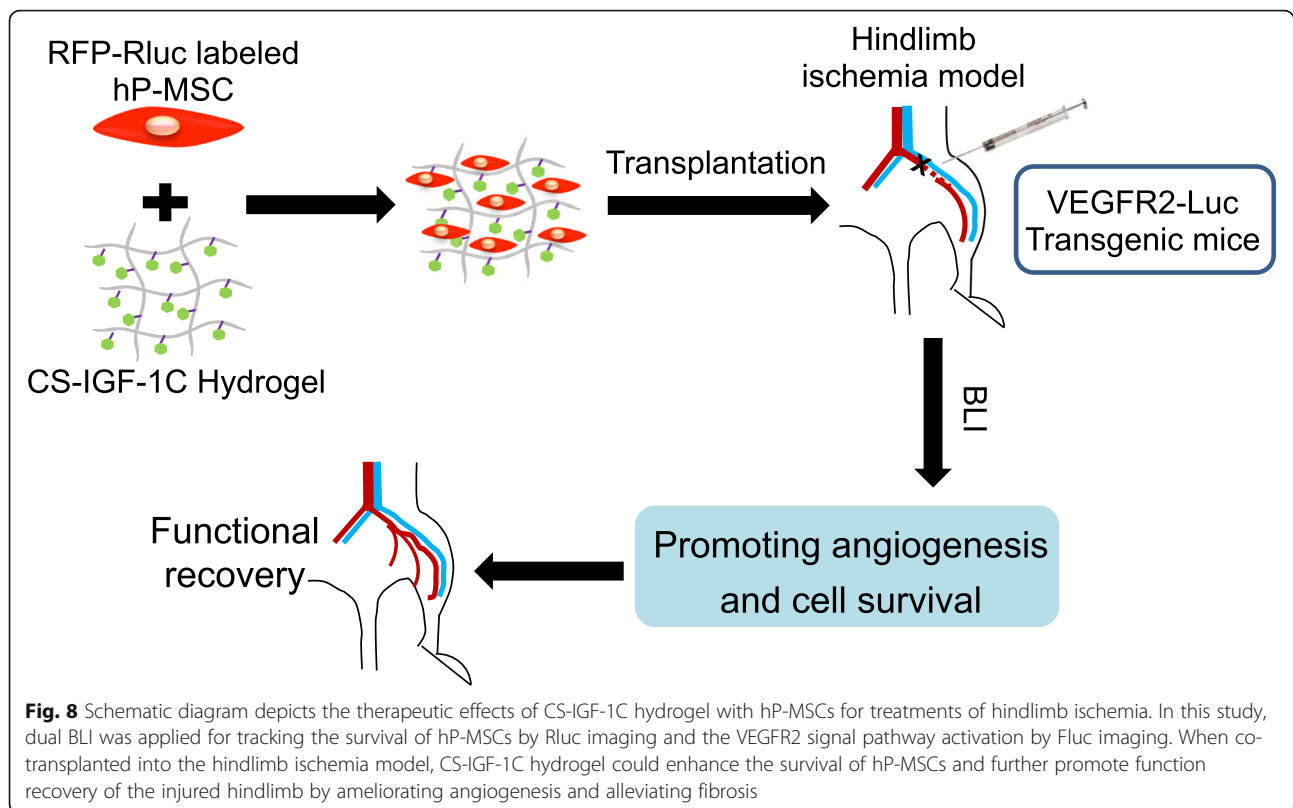 RFP-Rluc labeled
hP-MSC
CS-IGF-1C Hydrogel
Transplantation
Hindlimb
ischemia model
x
VEGFR2-Luc
Transgenic mice
BLI
Promoting angiogenesis
and cell survival
Functional
recovery
Fig. 8 Schematic diagram depicts the therapeutic effects of CS-IGF-1C hydrogel with hP-MSCs for treatments of hindlimb ischemia. In this study,
dual BLI was applied for tracking the survival of hP-MSCs by Rluc imaging and the VEGFR2 signal pathway activation by Fluc imaging. When co-
transplanted into the hindlimb ischemia model, CS-IGF-1C hydrogel could enhance the survival of hP-MSCs and further promote function
recovery of the injured hindlimb by ameliorating angiogenesis and alleviating fibrosis